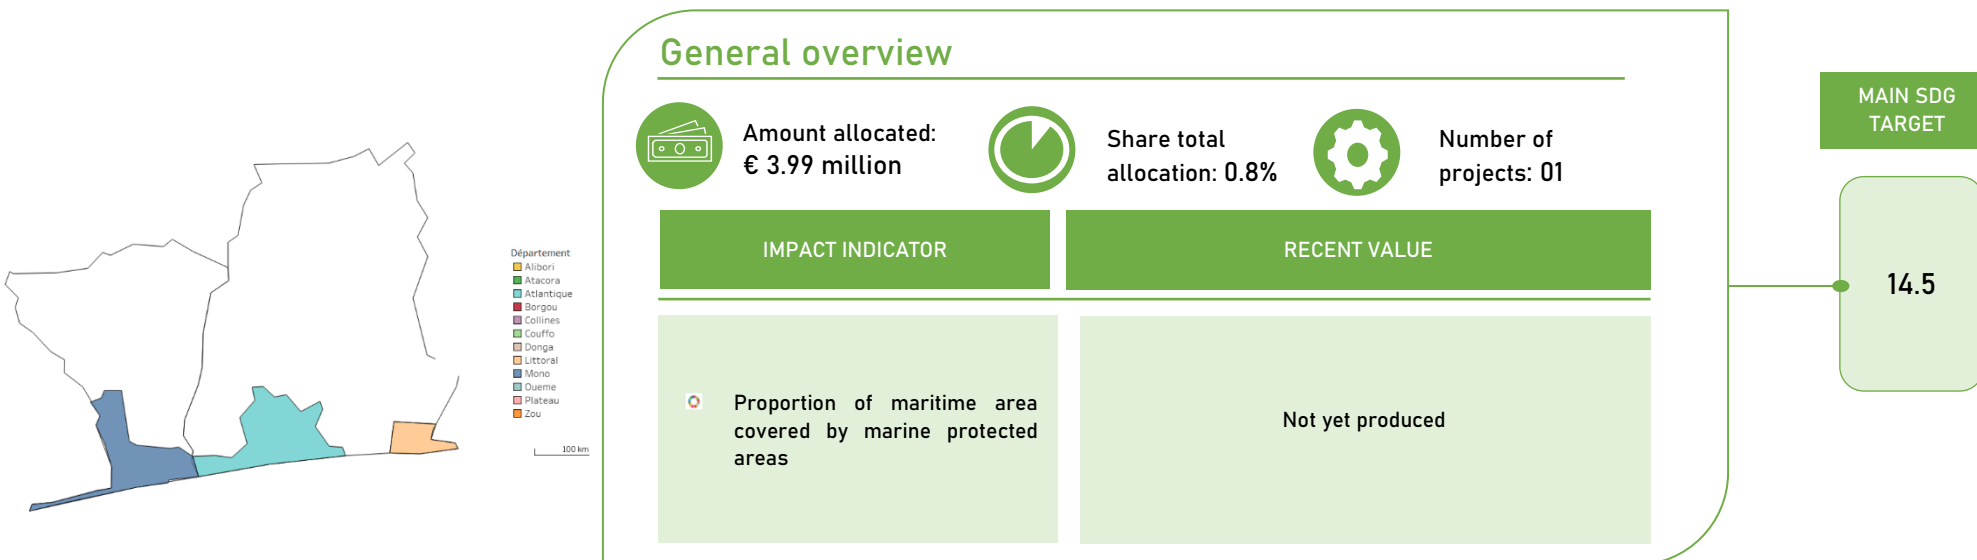 General overview
Amount allocated:
€ 3.99 million
Share total
allocation: 0.8%
Number of
projects: 01
MAIN SDG
TARGET
IMPACT INDICATOR
RECENT VALUE
Proportion of maritime area
covered by marine protected
areas
Not yet produced
14.5
Département
Alibori
Atacora
Atlantique
Borgou
Collines
Couffo
Donga
Littoral
Mono
Oueme
Plateau
Zou
100 km